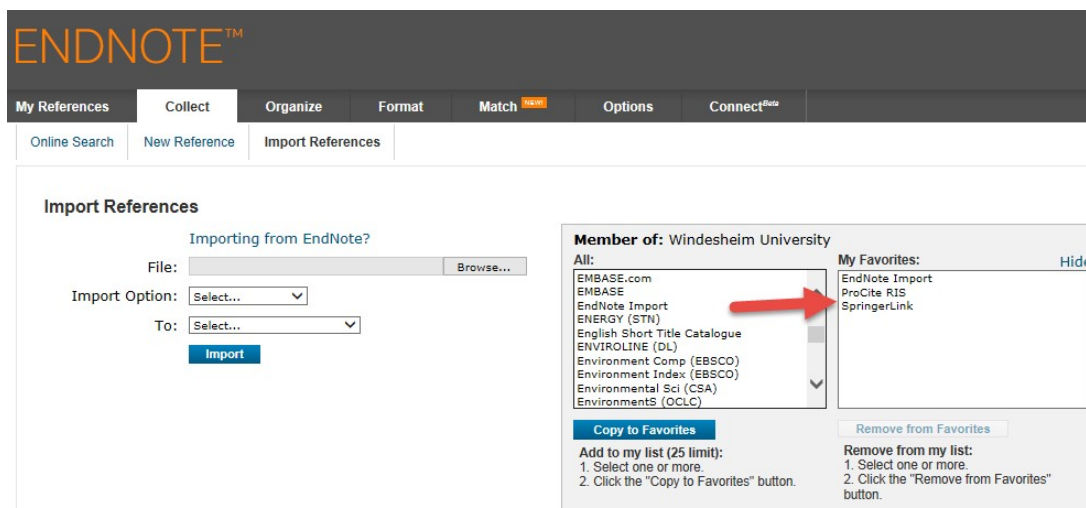 ENDNOTE™
My References Collect Organize Format Match NEW! Options Connect Beta
Online Search New Reference Import References
Import References
Importing from EndNote?
File: Browse...
Import Option: Select...
To: Select...
Import
Member of: Windesheim University
All:
EMBASE.com
EMBASE
EndNote Import
ENERGY (STN)
English Short Title Catalogue
ENVIROLINE (DL)
Environment Comp (EBSCO)
Environment Index (EBSCO)
Environmental Sci (CSA)
EnvironmentS (OCLC)
Copy to Favorites
Add to my list (25 limit):
1. Select one or more.
2. Click the "Copy to Favorites" button.
My Favorites: Hide
EndNote Import
ProCite RIS
SpringerLink
Remove from Favorites
Remove from my list:
1. Select one or more.
2. Click the "Remove from Favorites"
button.